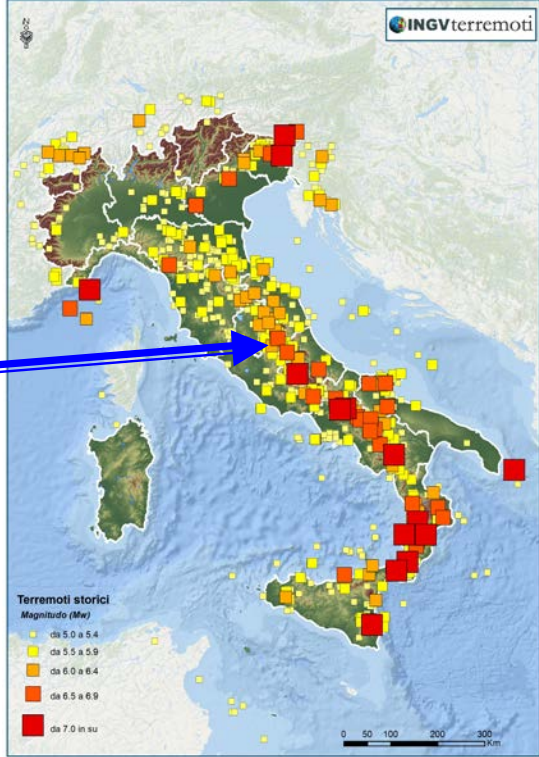 Nord
INGVterremoti
Terremoti storici
Magnitudo (Mw)
da 5.0 a 5.4
da 5.5 a 5.9
da 6.0 a 6.4
da 6.5 a 6.9
da 7.0 in su
0 50 100 200 300
Km